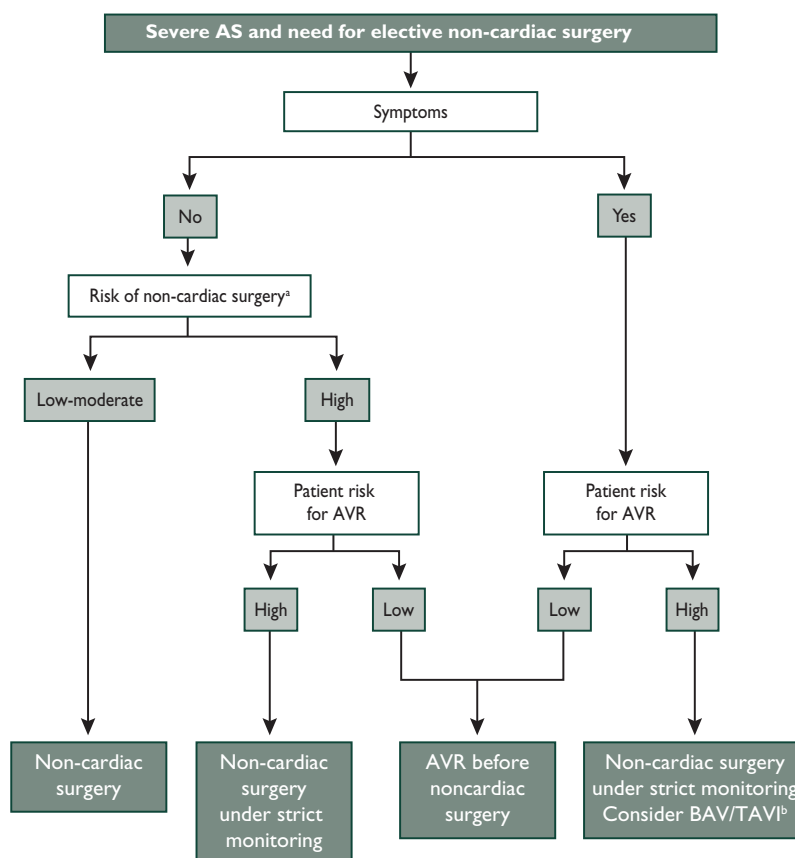 Severe AS and need for elective non-cardiac surgery
Symptoms
No
Yes
Risk of non-cardiac surgeryᵃ
Low-moderate
High
Patient risk
for AVR
Patient risk
for AVR
High
Low
Low
High
Non-cardiac
surgery
Non-cardiac
surgery
under strict
monitoring
AVR before
noncardiac
surgery
Non-cardiac surgery
under strict monitoring
Consider BAV/TAVIᵇ